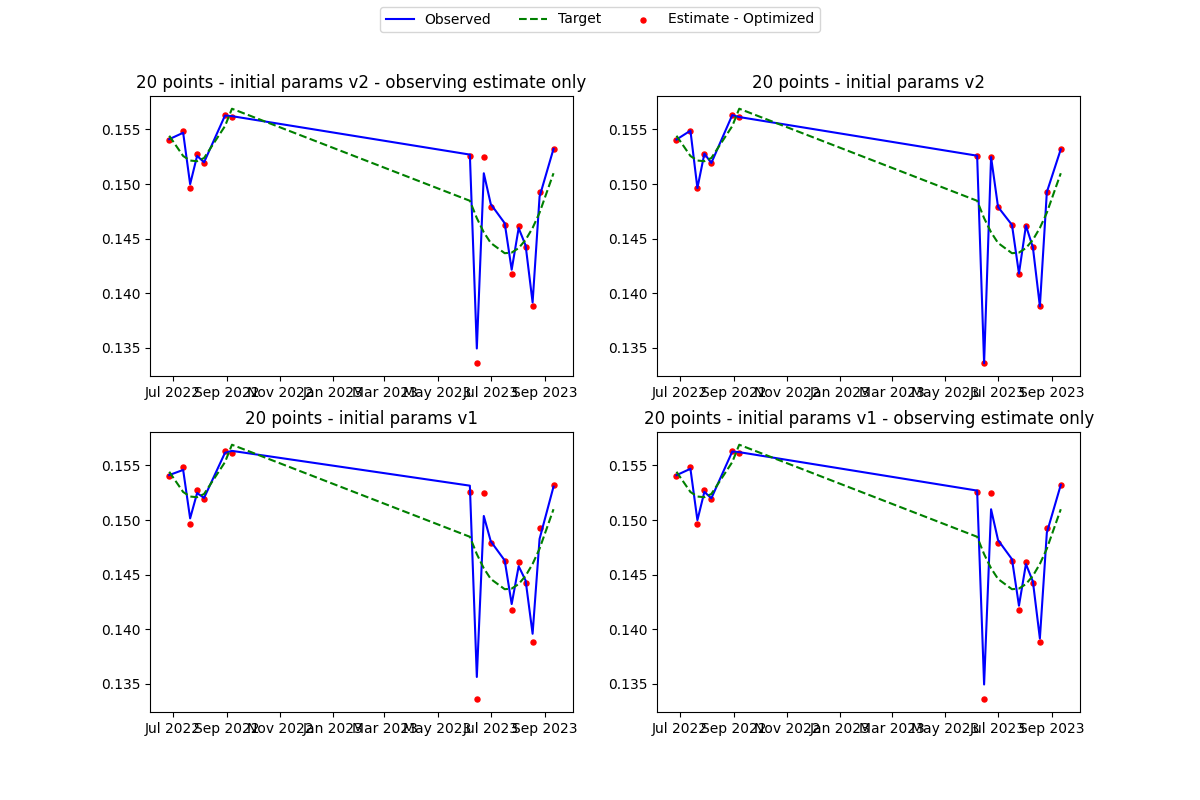 Observed Target Estimate - Optimized
20 points - initial params v2 - observing estimate only
20 points - initial params v2
0.155
0.150
0.145
0.140
0.135
Jul 2022 Sep 2022 Nov 2022 Jan 2023 Mar 2023 May 2023 Jul 2023 Sep 2023
0.155
0.150
0.145
0.140
0.135
Jul 2022 Sep 2022 Nov 2022 Jan 2023 Mar 2023 May 2023 Jul 2023 Sep 2023
20 points - initial params v1
20 points - initial params v1 - observing estimate only
0.155
0.150
0.145
0.140
0.135
Jul 2022 Sep 2022 Nov 2022 Jan 2023 Mar 2023 May 2023 Jul 2023 Sep 2023
0.155
0.150
0.145
0.140
0.135
Jul 2022 Sep 2022 Nov 2022 Jan 2023 Mar 2023 May 2023 Jul 2023 Sep 2023